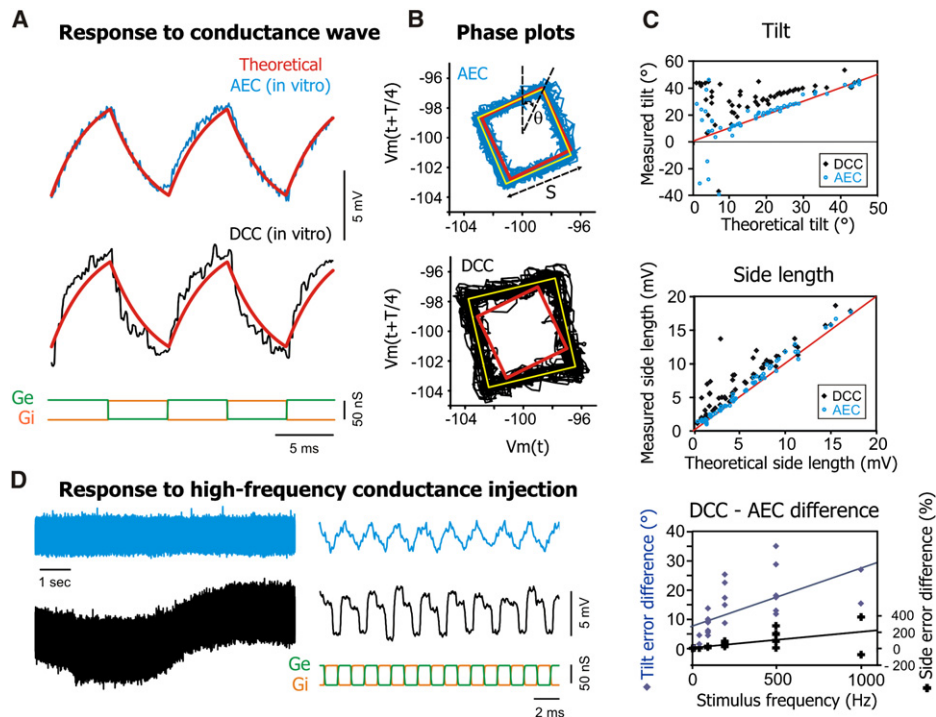 A
Response to conductance wave
Theoretical
AEC (in vitro)
5 mV
DCC (in vitro)
Ge
Gi
50 nS
5 ms
B
Phase plots
Vm(t+T/4)
-96
-98
-100
-102
-104
AEC
θ
S
-104
-100
-96
Vm(t+T/4)
-96
-98
-100
-102
-104
DCC
-104
-100
-96
Vm(t)
C
Tilt
Measured tilt (°)
60
40
20
0
-20
-40
DCC
AEC
0
10
20
30
40
50
Theoretical tilt (°)
Side length
Measured side length (mV)
20
15
10
5
0
DCC
AEC
0
5
10
15
20
Theoretical side length (mV)
DCC - AEC difference
Tilt error difference (°)
40
35
30
20
10
0
400
200
0
- 200
Side error difference (%)
0
200
400
600
800
1000
Stimulus frequency (Hz)
D
Response to high-frequency conductance injection
1 sec
5 mV
Ge
Gi
50 nS
2 ms